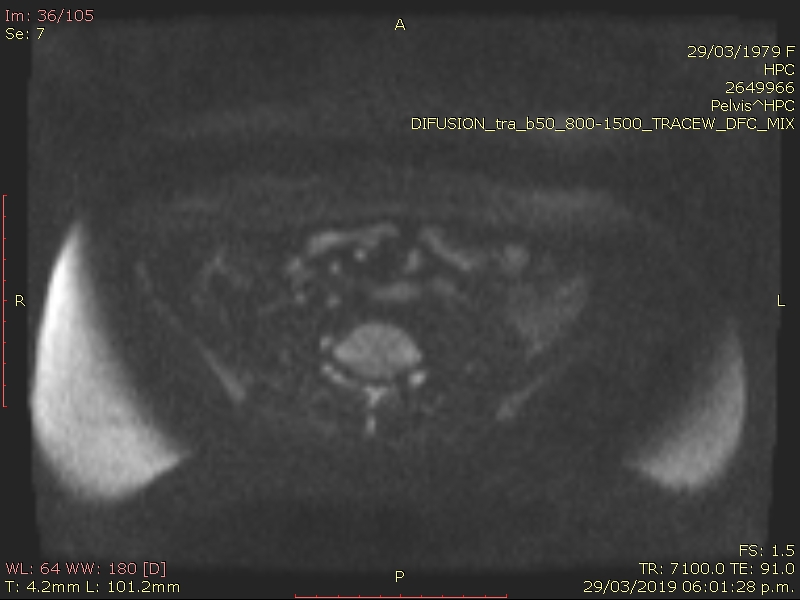 Im: 36/105
Se: 7
A
29/03/1979 F
HPC
2649966
Pelvis^HPC
DIFUSION_tra_b50_800-1500_TRACEW_DFC_MIX
R
L
WL: 64 WW: 180 [D]
T: 4.2mm L: 101.2mm
P
FS: 1.5
TR: 7100.0 TE: 91.0
29/03/2019 06:01:28 p.m.